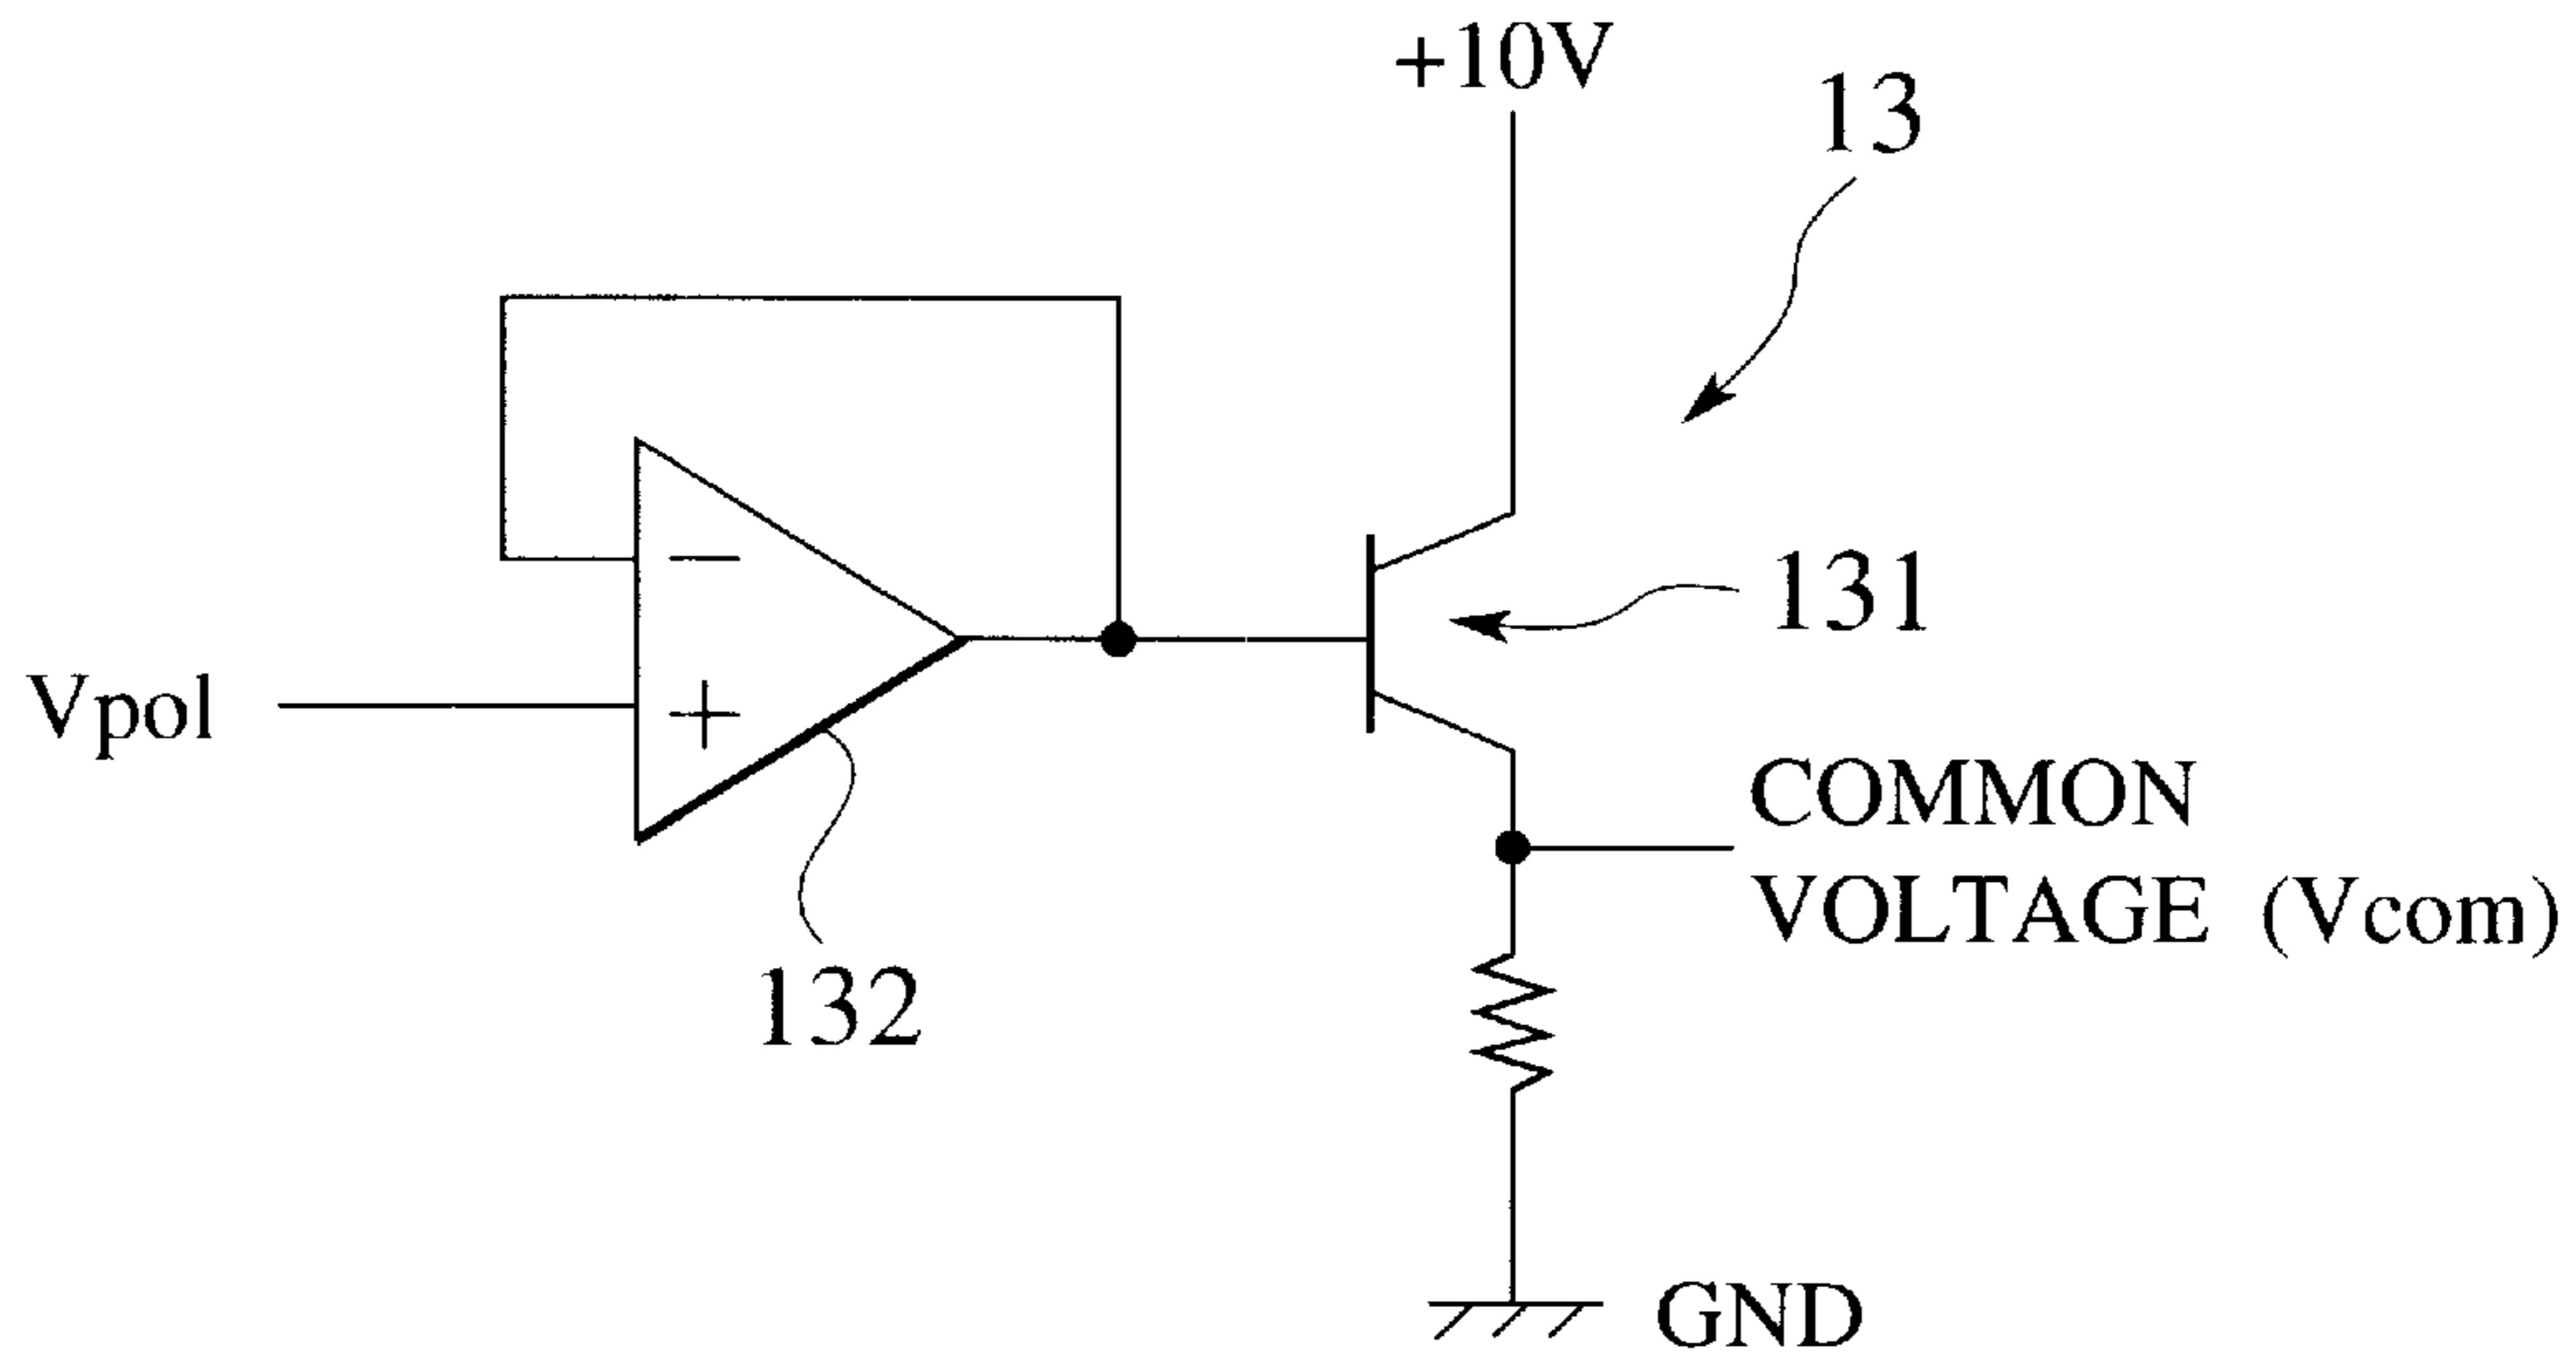 +10V
13
−
+
Vpol
131
132
COMMON
VOLTAGE (Vcom)
GND